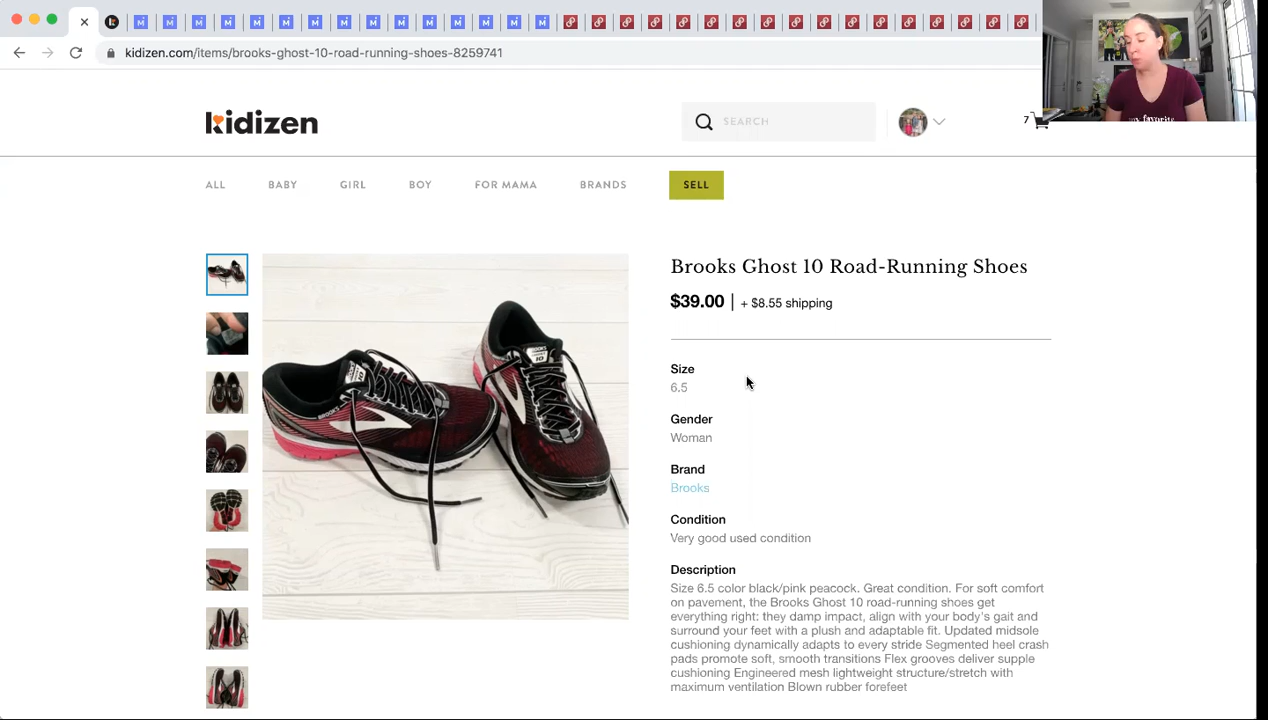 kidizen.com/items/brooks-ghost-10-road-running-shoes-8259741
kidizen
SEARCH
7
my favorite
ALL BABY GIRL BOY FOR MAMA BRANDS SELL
Brooks Ghost 10 Road-Running Shoes
$39.00 | + $8.55 shipping
Size
6.5
Gender
Woman
Brand
Brooks
Condition
Very good used condition
Description
Size 6.5 color black/pink peacock. Great condition. For soft comfort
on pavement, the Brooks Ghost 10 road-running shoes get
everything right: they damp impact, align with your body's gait and
surround your feet with a plush and adaptable fit. Updated midsole
cushioning dynamically adapts to every stride Segmented heel crash
pads promote soft, smooth transitions Flex grooves deliver supple
cushioning Engineered mesh lightweight structure/stretch with
maximum ventilation Blown rubber forefeet